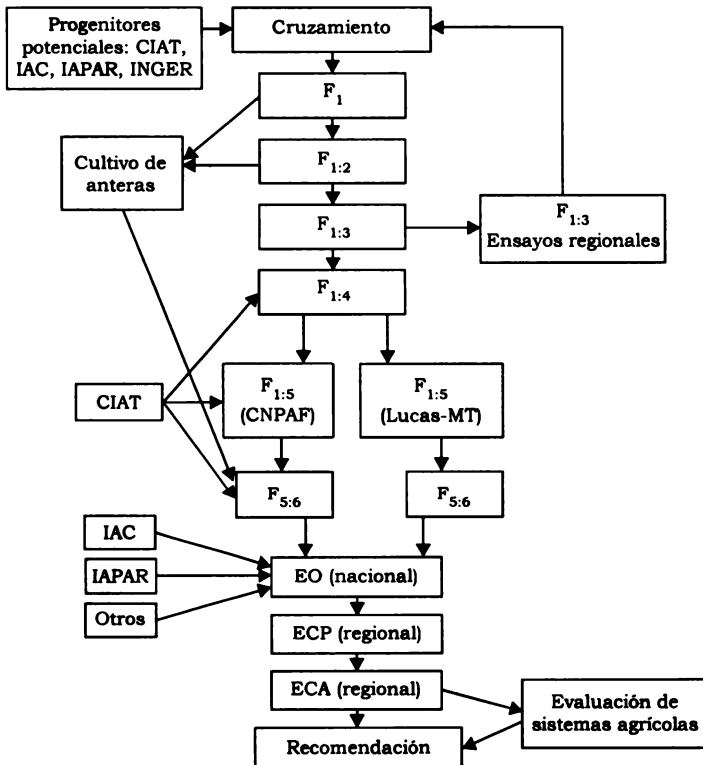 Progenitores
potenciales: CIAT,
IAC, IAPAR, INGER
Cruzamiento
F1
Cultivo de
anteras
F1:2
F1:3
F1:3
Ensayos regionales
F1:4
CIAT
F1:5
(CNPAF)
F1:5
(Lucas-MT)
F5:6
F5:6
IAC
IAPAR
Otros
EO (nacional)
ECP (regional)
ECA (regional)
Evaluación de
sistemas agrícolas
Recomendación